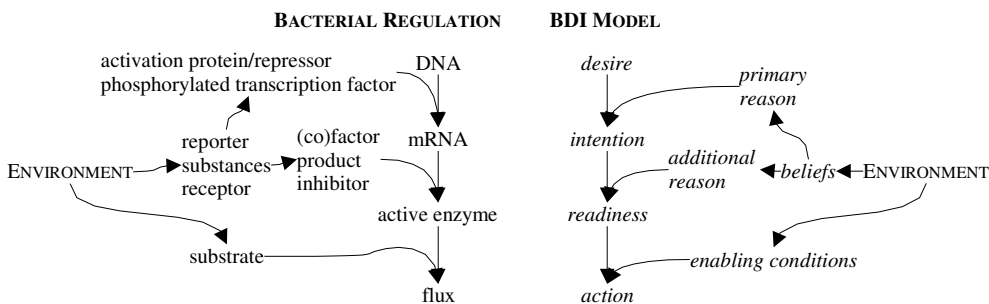 BACTERIAL REGULATION BDI MODEL
activation protein/repressor DNA desire primary
phosphorylated transcription factor reason
reporter (co)factor mRNA intention additional
ENVIRONMENT substances product reason beliefs ENVIRONMENT
receptor inhibitor
active enzyme readiness
substrate enabling conditions
flux action